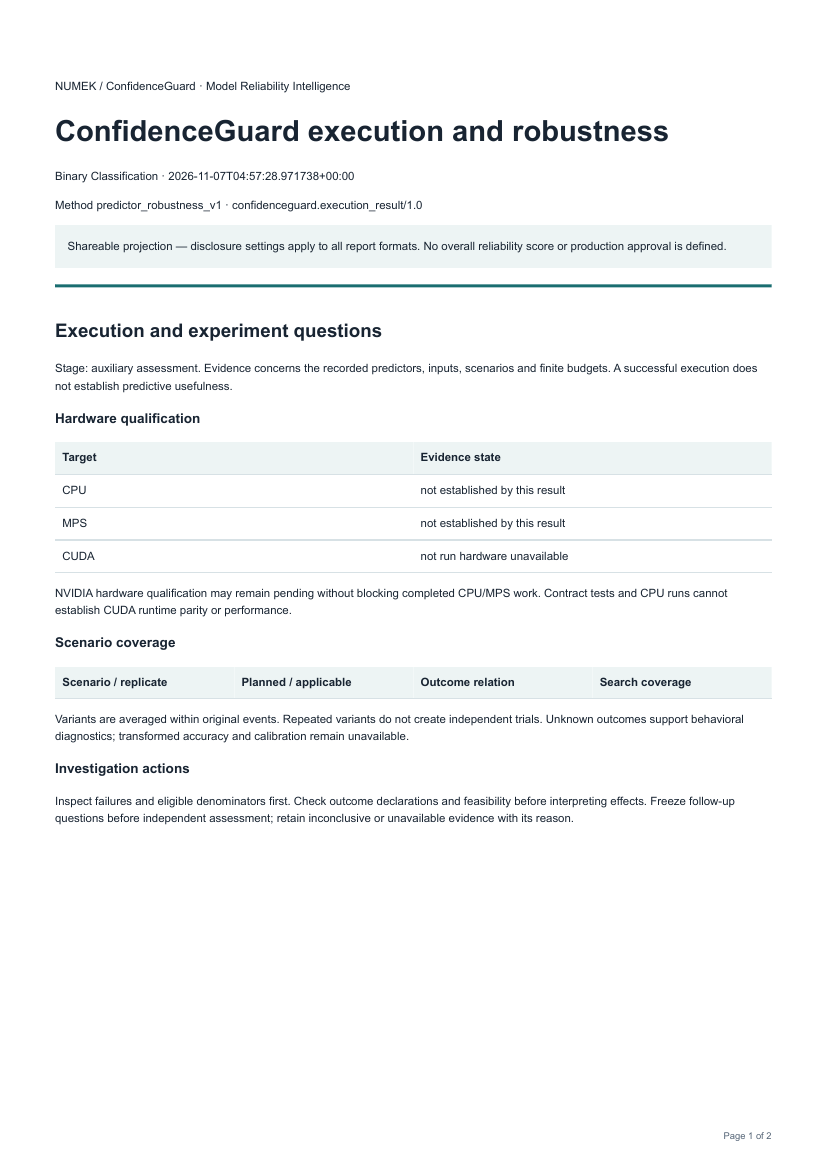 NUMEK / ConfidenceGuard · Model Reliability Intelligence
ConfidenceGuard execution and robustness
Binary Classification · 2026-11-07T04:57:28.971738+00:00
Method predictor_robustness_v1 · confidenceguard.execution_result/1.0
Shareable projection — disclosure settings apply to all report formats. No overall reliability score or production approval is defined.
Execution and experiment questions
Stage: auxiliary assessment. Evidence concerns the recorded predictors, inputs, scenarios and finite budgets. A successful execution does
not establish predictive usefulness.
Hardware qualification
Target Evidence state
CPU not established by this result
MPS not established by this result
CUDA not run hardware unavailable
NVIDIA hardware qualification may remain pending without blocking completed CPU/MPS work. Contract tests and CPU runs cannot
establish CUDA runtime parity or performance.
Scenario coverage
Scenario / replicate Planned / applicable Outcome relation Search coverage
Variants are averaged within original events. Repeated variants do not create independent trials. Unknown outcomes support behavioral
diagnostics; transformed accuracy and calibration remain unavailable.
Investigation actions
Inspect failures and eligible denominators first. Check outcome declarations and feasibility before interpreting effects. Freeze follow-up
questions before independent assessment; retain inconclusive or unavailable evidence with its reason.
Page 1 of 2